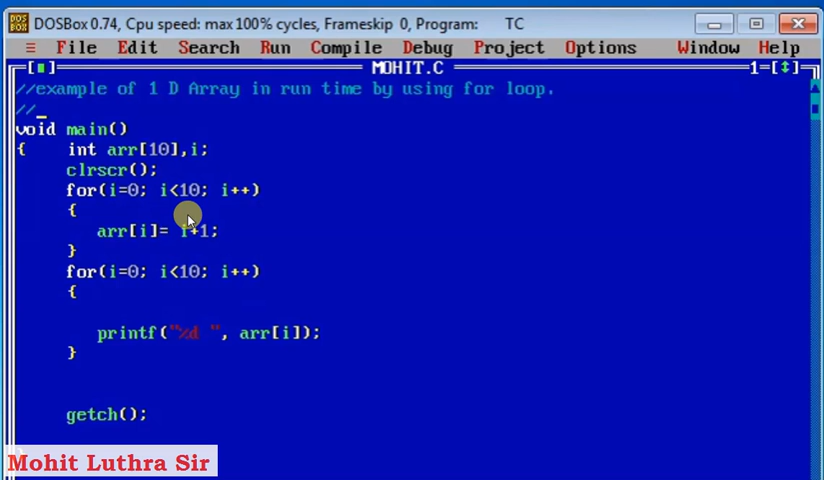 DOSBox 0.74, Cpu speed: max 100% cycles, Frameskip 0, Program: TC
≡ File Edit Search Run Compile Debug Project Options Window Help
[■] MOHIT.C 1=[↕]
//example of 1 D Array in run time by using for loop.
//_
void main()
{ int arr[10],i;
clrscr();
for(i=0; i<10; i++)
{
arr[i]= i+1;
}
for(i=0; i<10; i++)
{
printf("%d ", arr[i]);
}
getch();
Mohit Luthra Sir